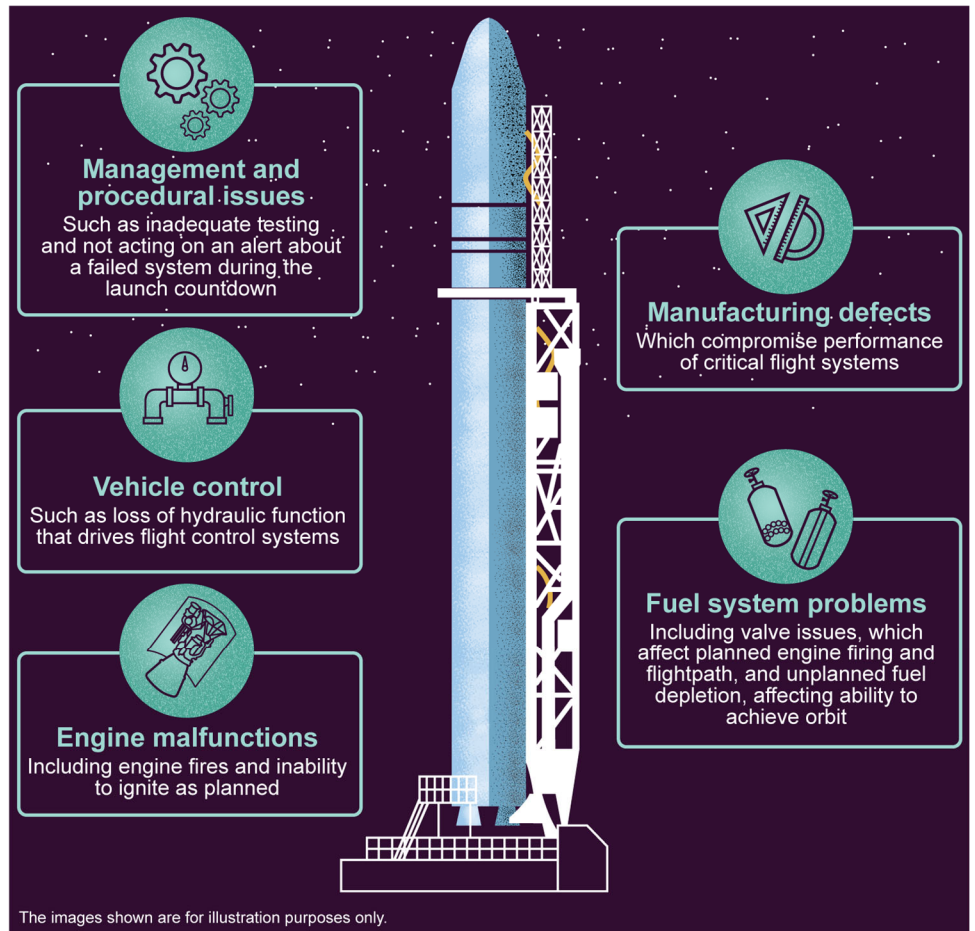 Management and
procedural issues
Such as inadequate testing
and not acting on an alert about
a failed system during the
launch countdown
Vehicle control
Such as loss of hydraulic function
that drives flight control systems
Engine malfunctions
Including engine fires and inability
to ignite as planned
Manufacturing defects
Which compromise performance
of critical flight systems
Fuel system problems
Including valve issues, which
affect planned engine firing and
flightpath, and unplanned fuel
depletion, affecting ability to
achieve orbit
The images shown are for illustration purposes only.